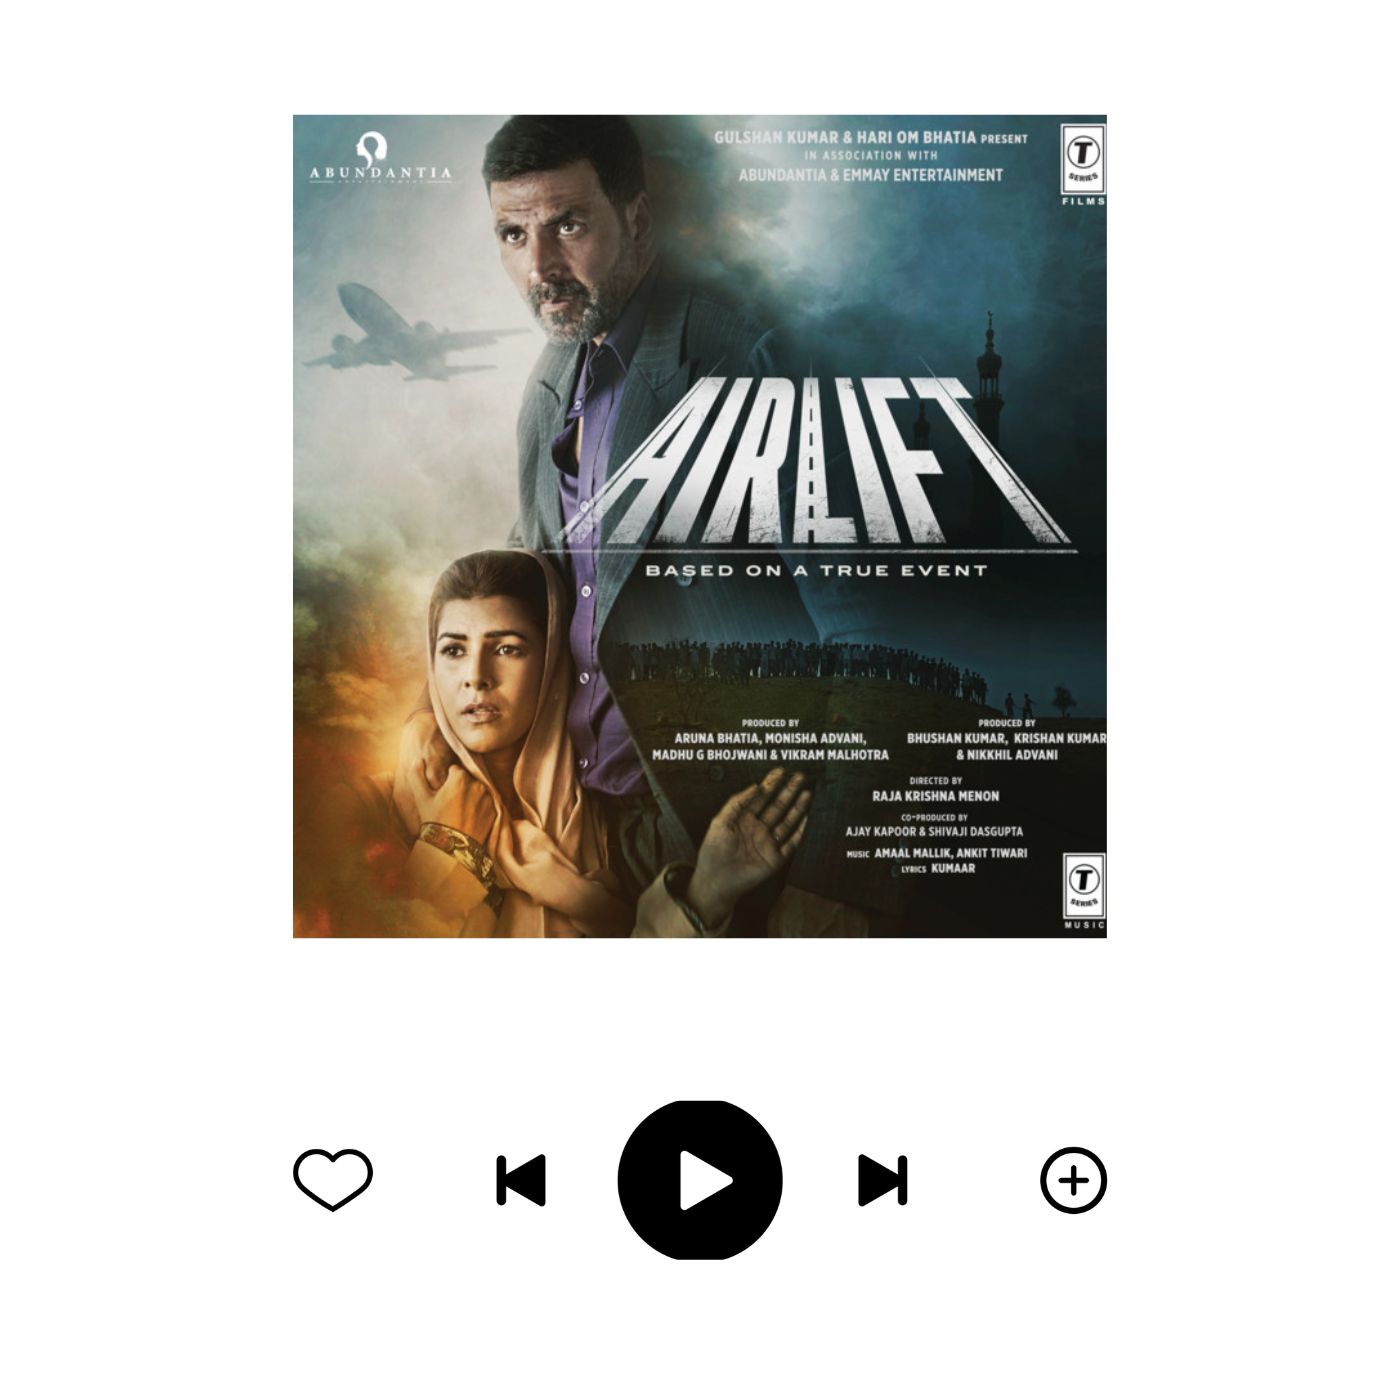 ABUNDANTIA
entertainment
GULSHAN KUMAR & HARI OM BHATIA PRESENT
IN ASSOCIATION WITH
ABUNDANTIA & EMMAY ENTERTAINMENT
T
SERIES
FILMS
AIRLIFT
BASED ON A TRUE EVENT
PRODUCED BY
ARUNA BHATIA, MONISHA ADVANI,
MADHU G BHOJWANI & VIKRAM MALHOTRA
PRODUCED BY
BHUSHAN KUMAR, KRISHAN KUMAR
& NIKKHIL ADVANI
DIRECTED BY
RAJA KRISHNA MENON
CO-PRODUCED BY
AJAY KAPOOR & SHIVAJI DASGUPTA
MUSIC AMAAL MALLIK, ANKIT TIWARI
LYRICS KUMAAR
T
SERIES
MUSIC